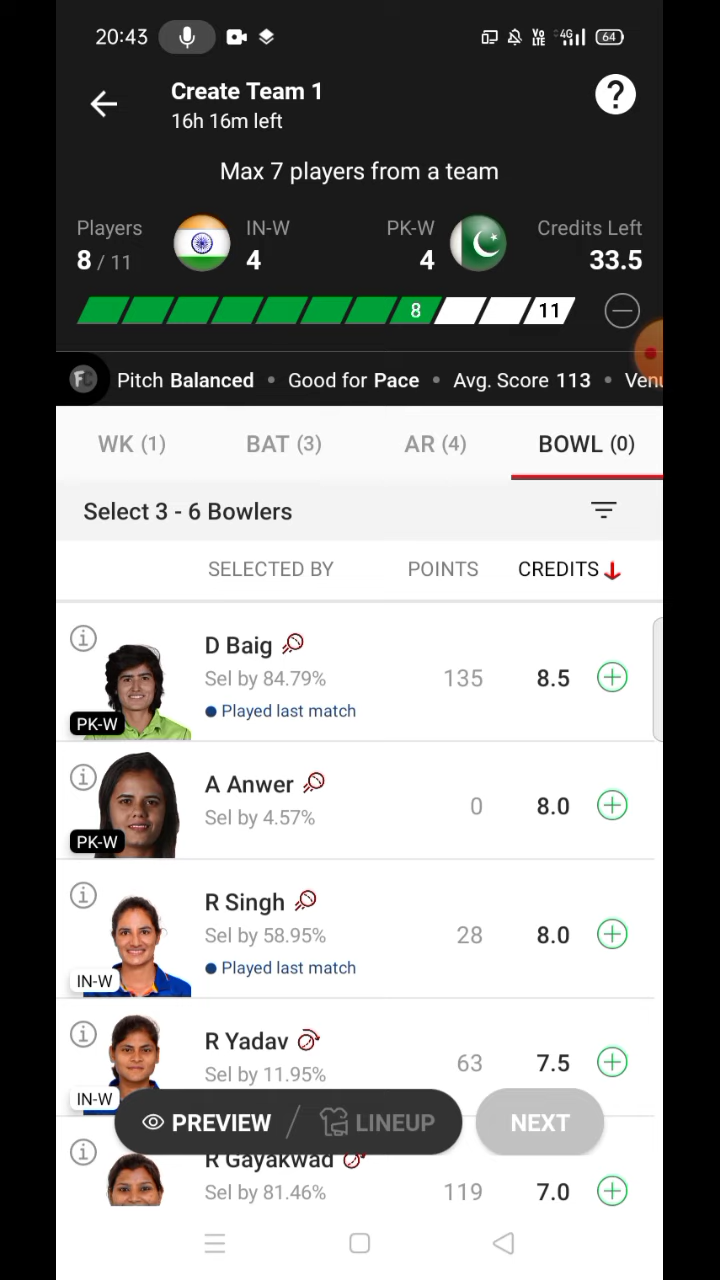 20:43 VoLTE 4G 64
Create Team 1
16h 16m left
?
Max 7 players from a team
Players IN-W PK-W Credits Left
8 / 11 4 4 33.5
8 11
FC Pitch Balanced • Good for Pace • Avg. Score 113 • Venu
WK (1) BAT (3) AR (4) BOWL (0)
Select 3 - 6 Bowlers
SELECTED BY POINTS CREDITS
D Baig
Sel by 84.79% 135 8.5
Played last match
PK-W
A Anwer
Sel by 4.57% 0 8.0
PK-W
R Singh
Sel by 58.95% 28 8.0
Played last match
IN-W
R Yadav
Sel by 11.95% 63 7.5
IN-W
PREVIEW / LINEUP NEXT
R Gayakwad
Sel by 81.46% 119 7.0